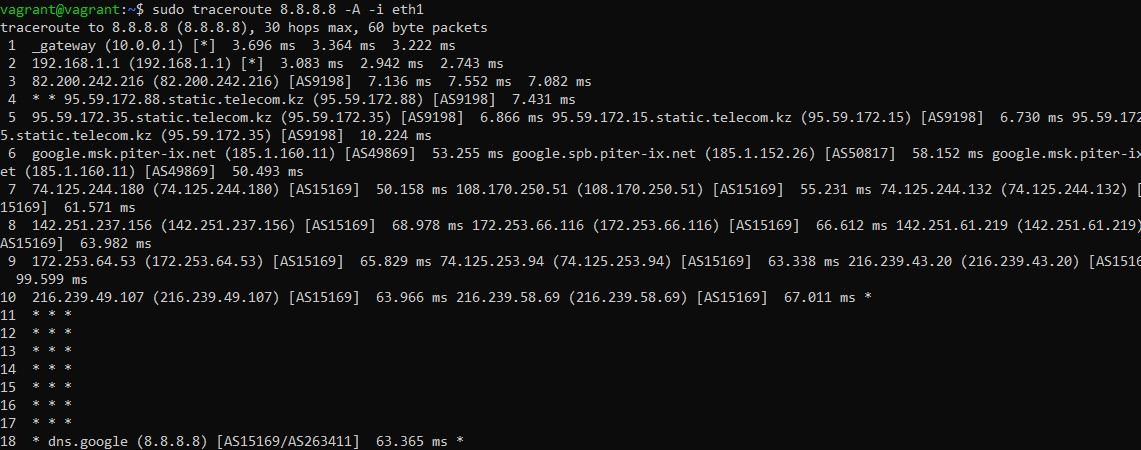 vagrant@vagrant:~$ sudo traceroute 8.8.8.8 -A -i eth1
traceroute to 8.8.8.8 (8.8.8.8), 30 hops max, 60 byte packets
 1  _gateway (10.0.0.1) [*]  3.696 ms  3.364 ms  3.222 ms
 2  192.168.1.1 (192.168.1.1) [*]  3.083 ms  2.942 ms  2.743 ms
 3  82.200.242.216 (82.200.242.216) [AS9198]  7.136 ms  7.552 ms  7.082 ms
 4  * * 95.59.172.88.static.telecom.kz (95.59.172.88) [AS9198]  7.431 ms
 5  95.59.172.35.static.telecom.kz (95.59.172.35) [AS9198]  6.866 ms 95.59.172.15.static.telecom.kz (95.59.172.15) [AS9198]  6.730 ms 95.59.172
5.static.telecom.kz (95.59.172.35) [AS9198]  10.224 ms
 6  google.msk.piter-ix.net (185.1.160.11) [AS49869]  53.255 ms google.spb.piter-ix.net (185.1.152.26) [AS50817]  58.152 ms google.msk.piter-ix
et (185.1.160.11) [AS49869]  50.493 ms
 7  74.125.244.180 (74.125.244.180) [AS15169]  50.158 ms 108.170.250.51 (108.170.250.51) [AS15169]  55.231 ms 74.125.244.132 (74.125.244.132) [
15169]  61.571 ms
 8  142.251.237.156 (142.251.237.156) [AS15169]  68.978 ms 172.253.66.116 (172.253.66.116) [AS15169]  66.612 ms 142.251.61.219 (142.251.61.219)
AS15169]  63.982 ms
 9  172.253.64.53 (172.253.64.53) [AS15169]  65.829 ms 74.125.253.94 (74.125.253.94) [AS15169]  63.338 ms 216.239.43.20 (216.239.43.20) [AS1516
  99.599 ms
10  216.239.49.107 (216.239.49.107) [AS15169]  63.966 ms 216.239.58.69 (216.239.58.69) [AS15169]  67.011 ms *
11  * * *
12  * * *
13  * * *
14  * * *
15  * * *
16  * * *
17  * * *
18  * dns.google (8.8.8.8) [AS15169/AS263411]  63.365 ms *